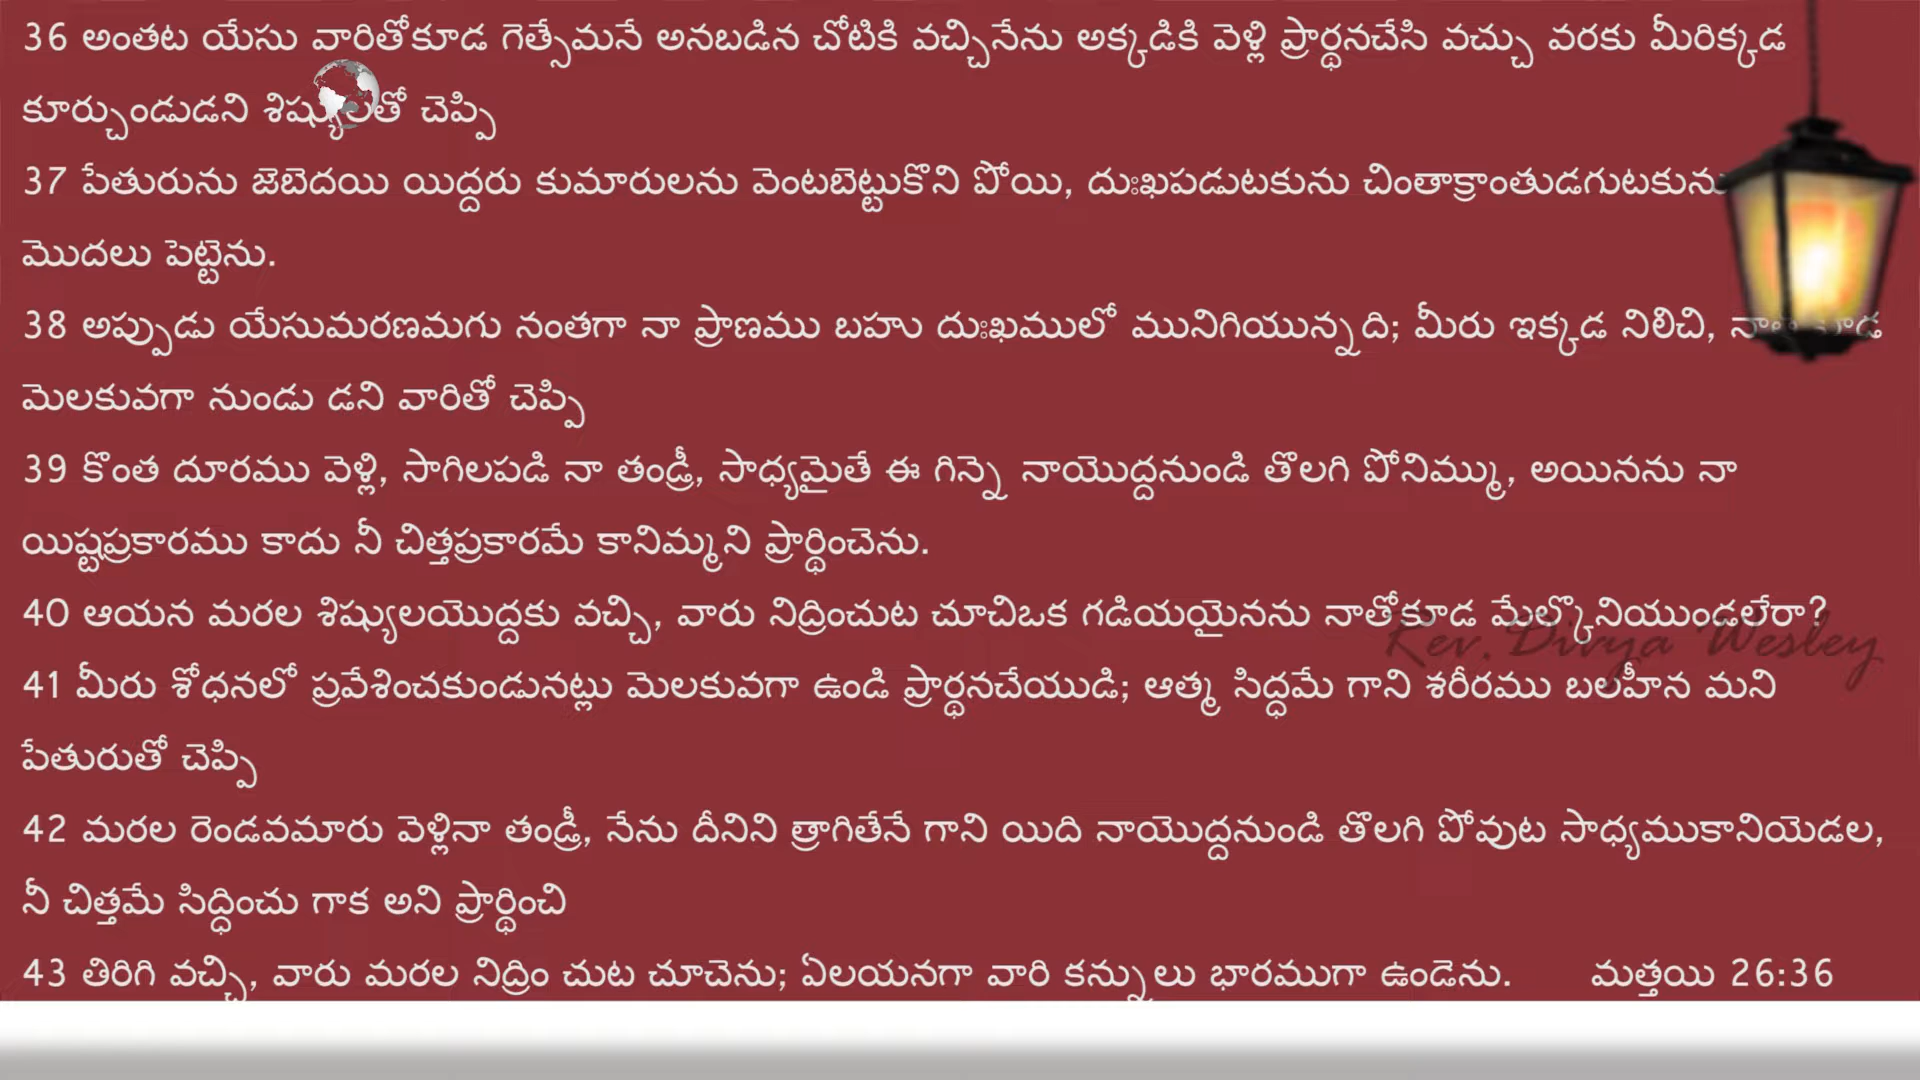 36 అంతట యేసు వారితోకూడ గెత్సేమనే అనబడిన చోటికి వచ్చినేను అక్కడికి వెళ్లి ప్రార్థనచేసి వచ్చు వరకు మీరిక్కడ
కూర్చుండుడని శిష్యులతో చెప్పి
37 పేతురును జెబెదయి యిద్దరు కుమారులను వెంటబెట్టుకొని పోయి, దుఃఖపడుటకును చింతాక్రాంతుడగుటకును
మొదలు పెట్టెను.
38 అప్పుడు యేసుమరణమగు నంతగా నా ప్రాణము బహు దుఃఖములో మునిగియున్నది; మీరు ఇక్కడ నిలిచి,
మెలకువగా నుండు డని వారితో చెప్పి
39 కొంత దూరము వెళ్లి, సాగిలపడి నా తండ్రీ, సాధ్యమైతే ఈ గిన్నె నాయొద్దనుండి తొలగి పోనిమ్ము, అయినను నా
యిష్టప్రకారము కాదు నీ చిత్తప్రకారమే కానిమ్మని ప్రార్థించెను.
40 ఆయన మరల శిష్యులయొద్దకు వచ్చి, వారు నిద్రించుట చూచిఒక గడియయైనను నాతోకూడ మేల్కొనియుండలేరా?
Rev. Divya Wesley
41 మీరు శోధనలో ప్రవేశించకుండునట్లు మెలకువగా ఉండి ప్రార్థనచేయుడి; ఆత్మ సిద్ధమే గాని శరీరము బలహీన మని
పేతురుతో చెప్పి
42 మరల రెండవమారు వెళ్లినా తండ్రీ, నేను దీనిని త్రాగితేనే గాని యిది నాయొద్దనుండి తొలగి పోవుట సాధ్యముకానియెడల,
నీ చిత్తమే సిద్ధించు గాక అని ప్రార్థించి
43 తిరిగి వచ్చి, వారు మరల నిద్రిం చుట చూచెను; ఏలయనగా వారి కన్నులు భారముగా ఉండెను. మత్తయి 26:36